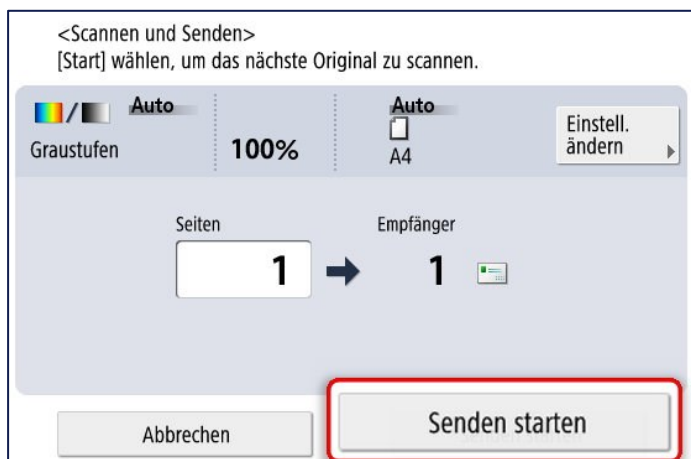 <Scannen und Senden>
[Start] wählen, um das nächste Original zu scannen.
Auto
Auto
Graustufen
100%
A4
Einstell.
ändern
Seiten
Empfänger
1
1
Abbrechen
Senden starten